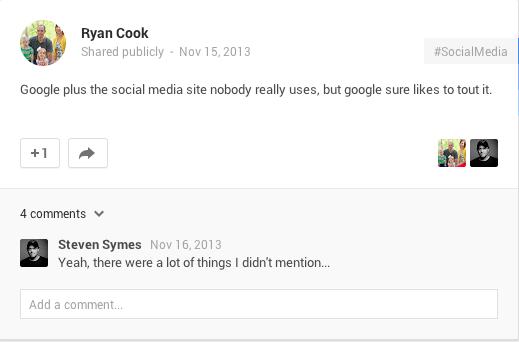 Ryan Cook
Shared publicly - Nov 15, 2013
#SocialMedia
Google plus the social media site nobody really uses, but google sure likes to tout it.
+1
4 comments
Steven Symes Nov 16, 2013
Yeah, there were a lot of things I didn't mention...
Add a comment...